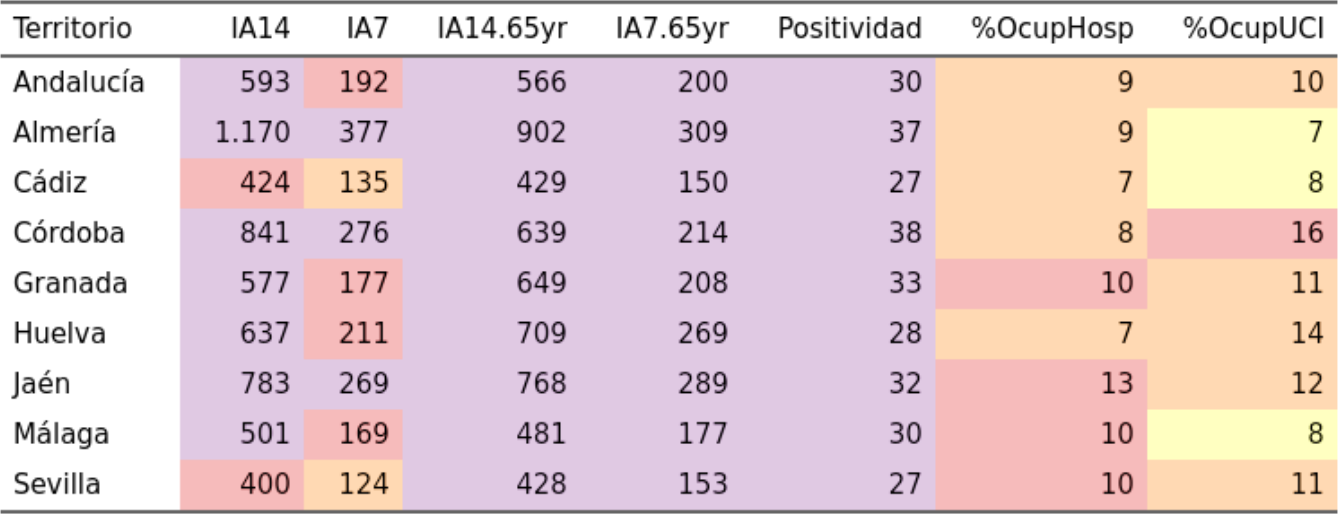 Territorio IA14 IA7 IA14.65yr IA7.65yr Positividad %OcupHosp %OcupUCI
Andalucía 593 192 566 200 30 9 10
Almería 1.170 377 902 309 37 9 7
Cádiz 424 135 429 150 27 7 8
Córdoba 841 276 639 214 38 8 16
Granada 577 177 649 208 33 10 11
Huelva 637 211 709 269 28 7 14
Jaén 783 269 768 289 32 13 12
Málaga 501 169 481 177 30 10 8
Sevilla 400 124 428 153 27 10 11